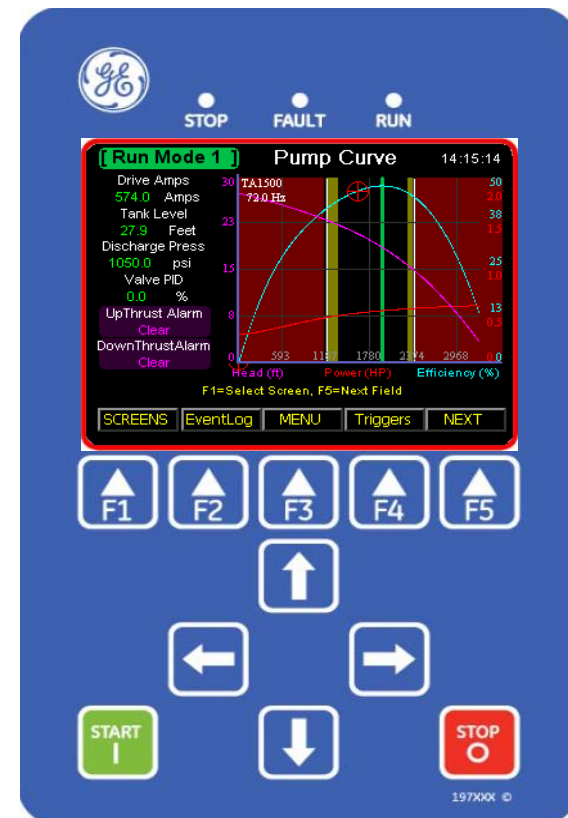 GE
STOP FAULT RUN
[ Run Mode 1 ] Pump Curve 14:15:14
Drive Amps
574.0 Amps
Tank Level
27.9 Feet
Discharge Press
1050.0 psi
Valve PID
0.0 %
UpThrust Alarm
Clear
DownThrustAlarm
Clear
TA1500
72.0 Hz
30
23
15
8
0
50
2.0
38
1.5
25
1.0
13
0.5
0.0
593 1187 1780 2374 2968
Head (ft) Power (HP) Efficiency (%)
F1=Select Screen, F5=Next Field
SCREENS EventLog MENU Triggers NEXT
F1 F2 F3 F4 F5
START
I
STOP
O
197XXX ©